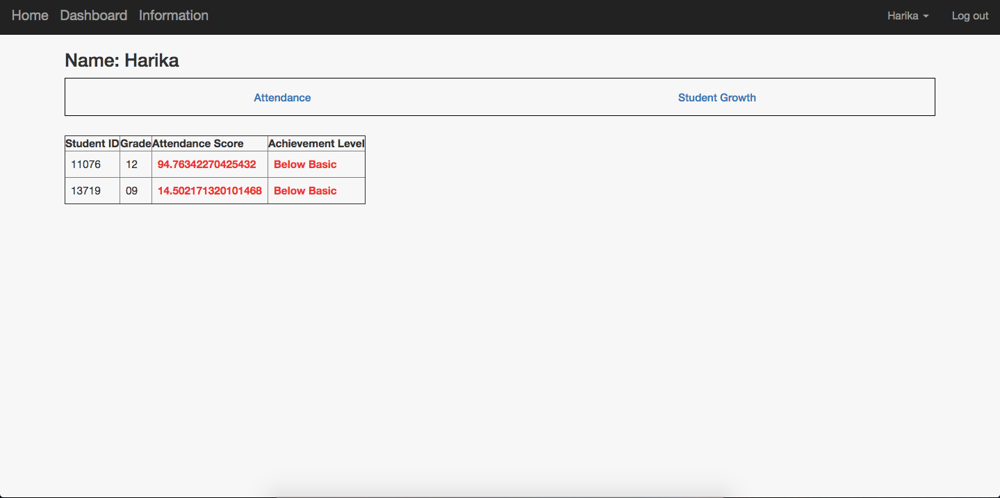 Home Dashboard Information Harika Log out
Name: Harika
Attendance Student Growth
Student ID Grade Attendance Score Achievement Level
11076 12 94.76342270425432 Below Basic
13719 09 14.502171320101468 Below Basic